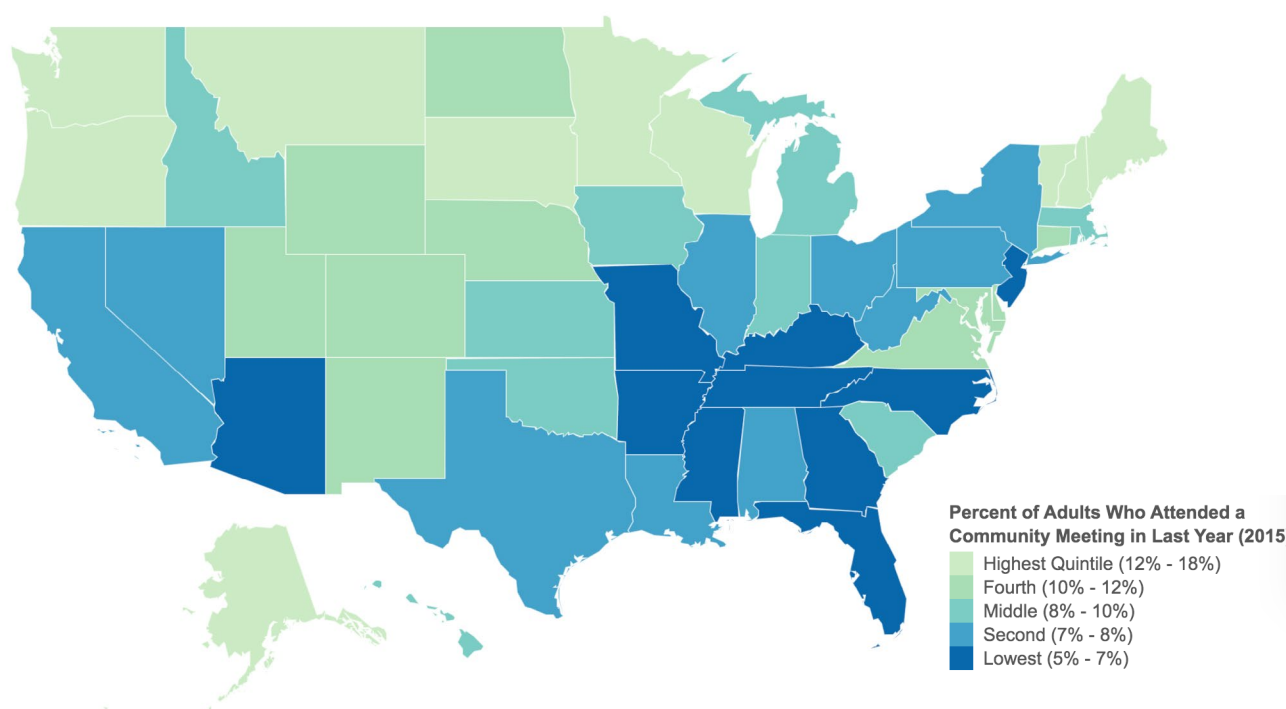 Percent of Adults Who Attended a
Community Meeting in Last Year (2015
Highest Quintile (12% - 18%)
Fourth (10% - 12%)
Middle (8% - 10%)
Second (7% - 8%)
Lowest (5% - 7%)